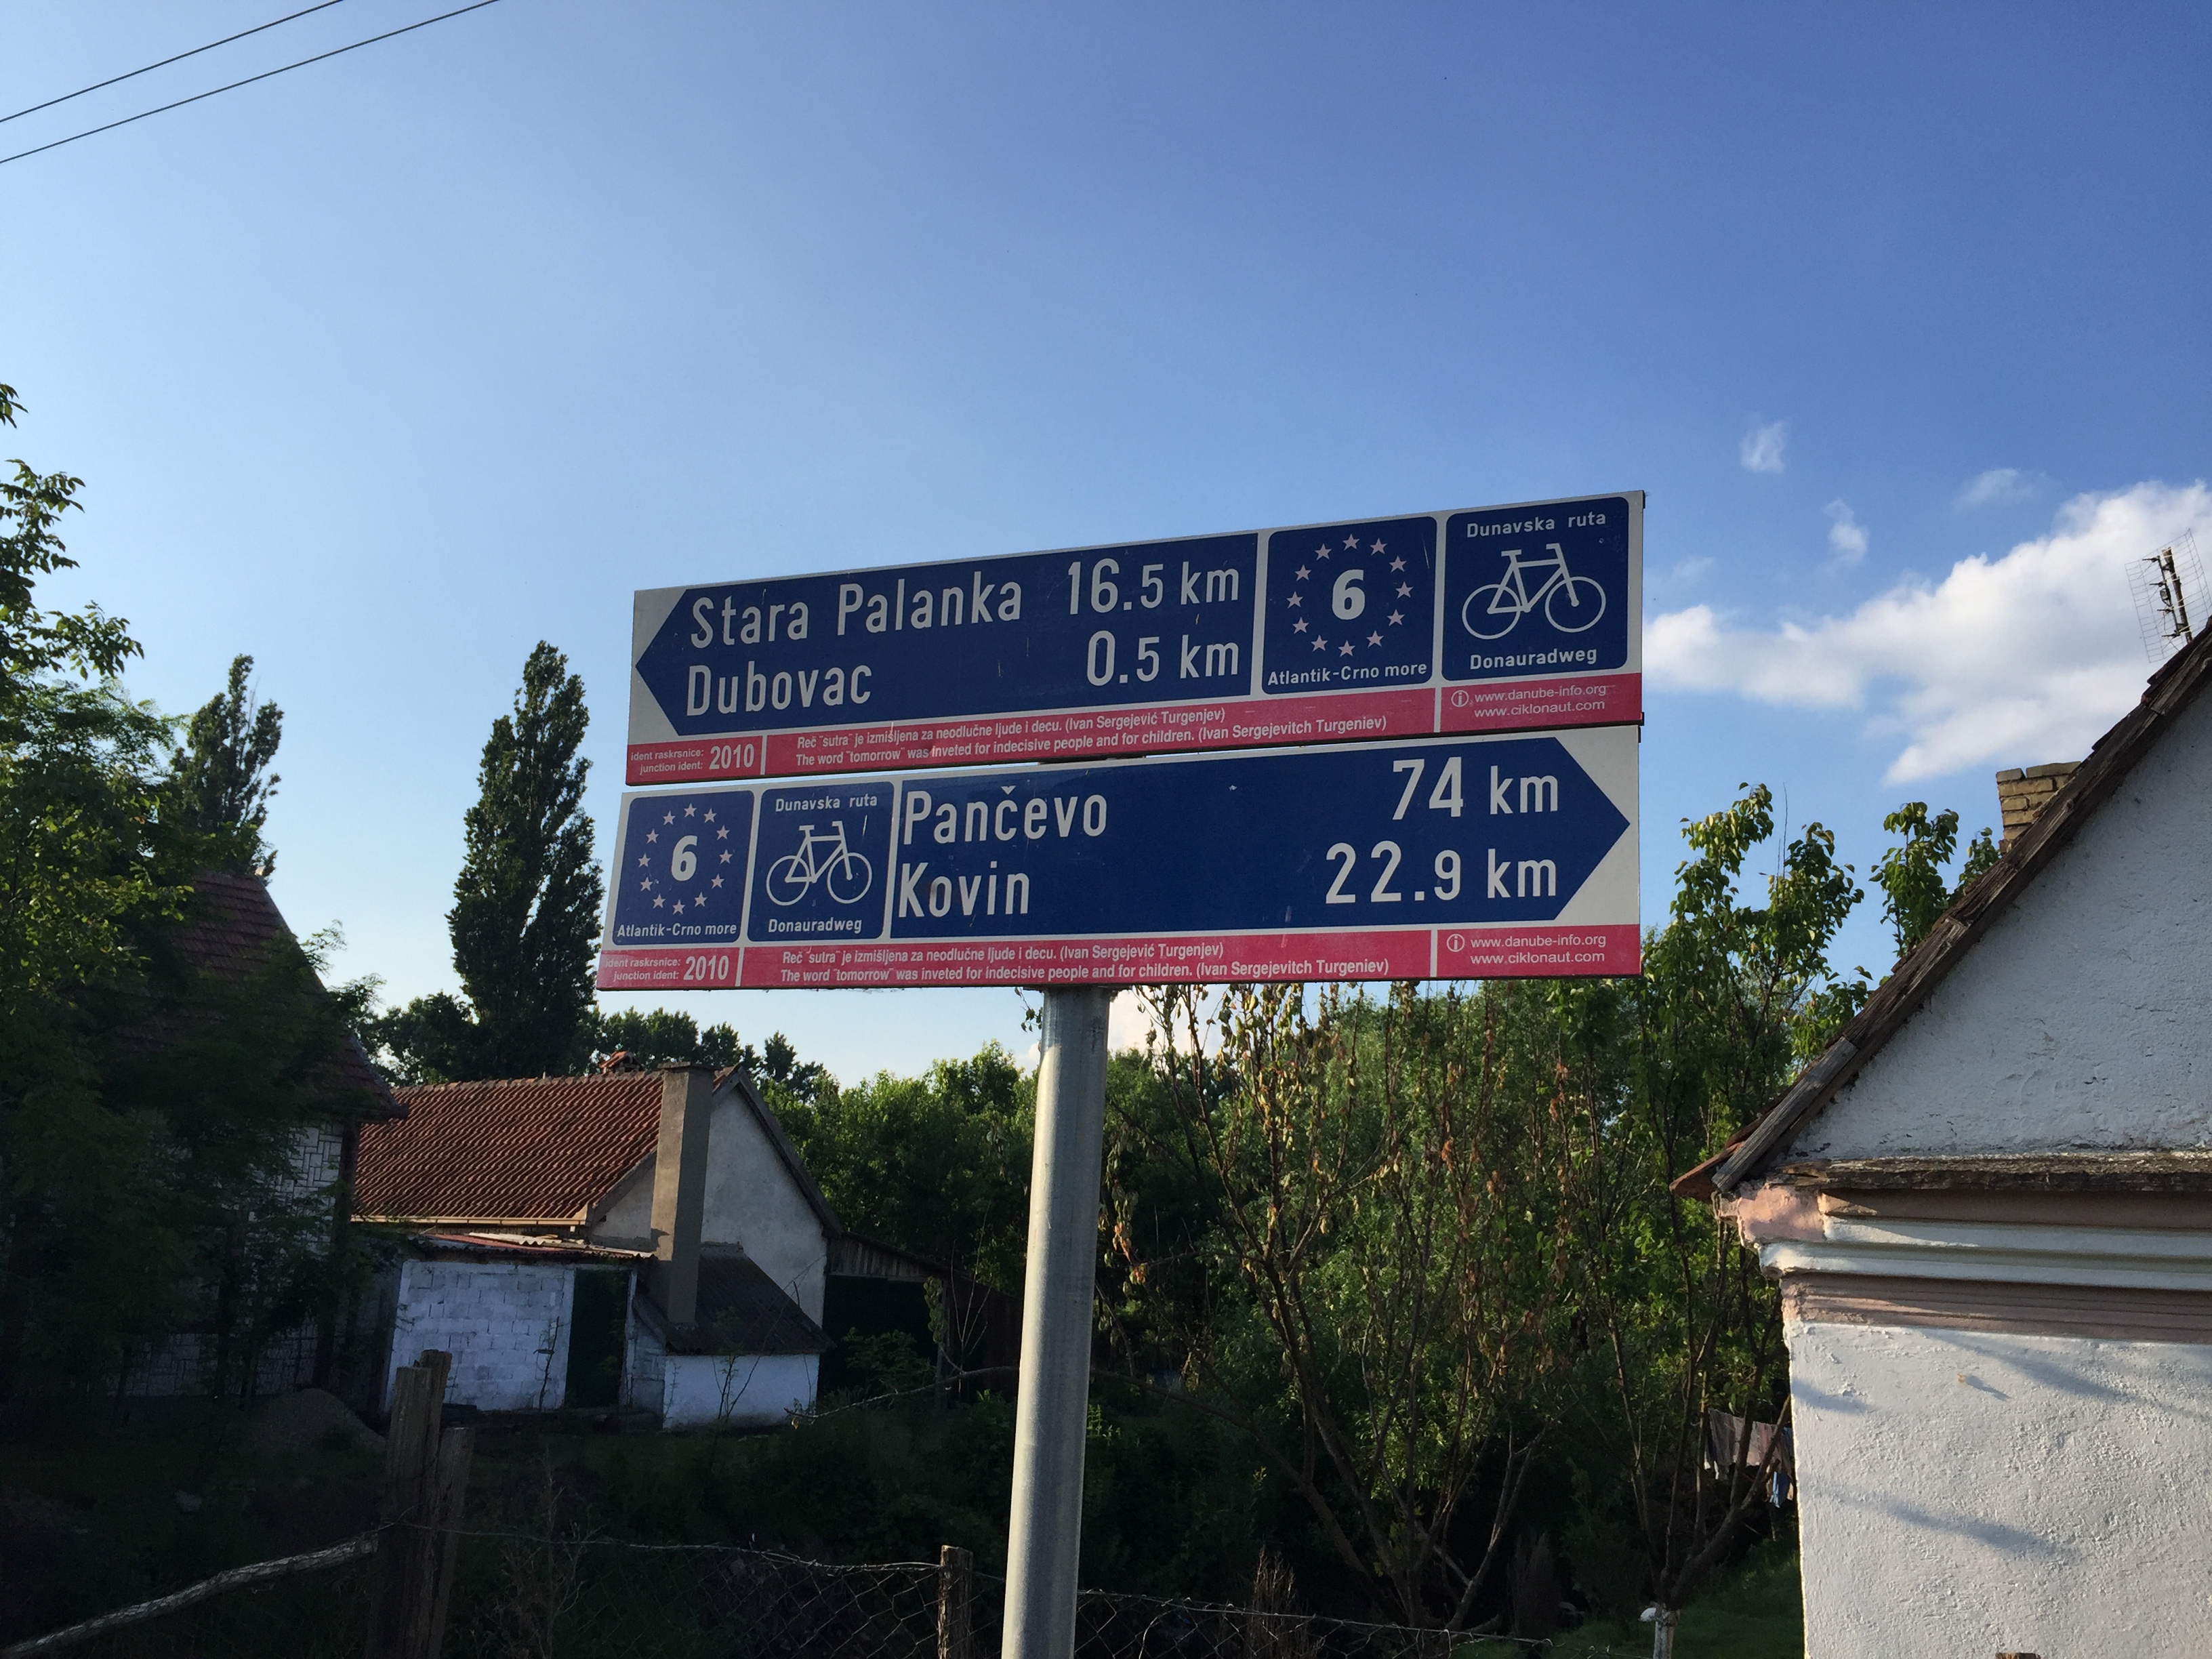 Stara Palanka 16.5 km
Dubovac 0.5 km
6
Atlantik-Crno more
Dunavska ruta
Donauradweg
ident raskrsnice:
junction ident: 2010
Reč "sutra" je izmišljena za neodlučne ljude i decu. (Ivan Sergejević Turgenjev)
The word "tomorrow" was inveted for indecisive people and for children. (Ivan Sergejevitch Turgeniev)
i www.danube-info.org
www.ciklonaut.com
6
Atlantik-Crno more
Dunavska ruta
Donauradweg
Pančevo 74 km
Kovin 22.9 km
ident raskrsnice:
junction ident: 2010
Reč "sutra" je izmišljena za neodlučne ljude i decu. (Ivan Sergejević Turgenjev)
The word "tomorrow" was inveted for indecisive people and for children. (Ivan Sergejevitch Turgeniev)
i www.danube-info.org
www.ciklonaut.com